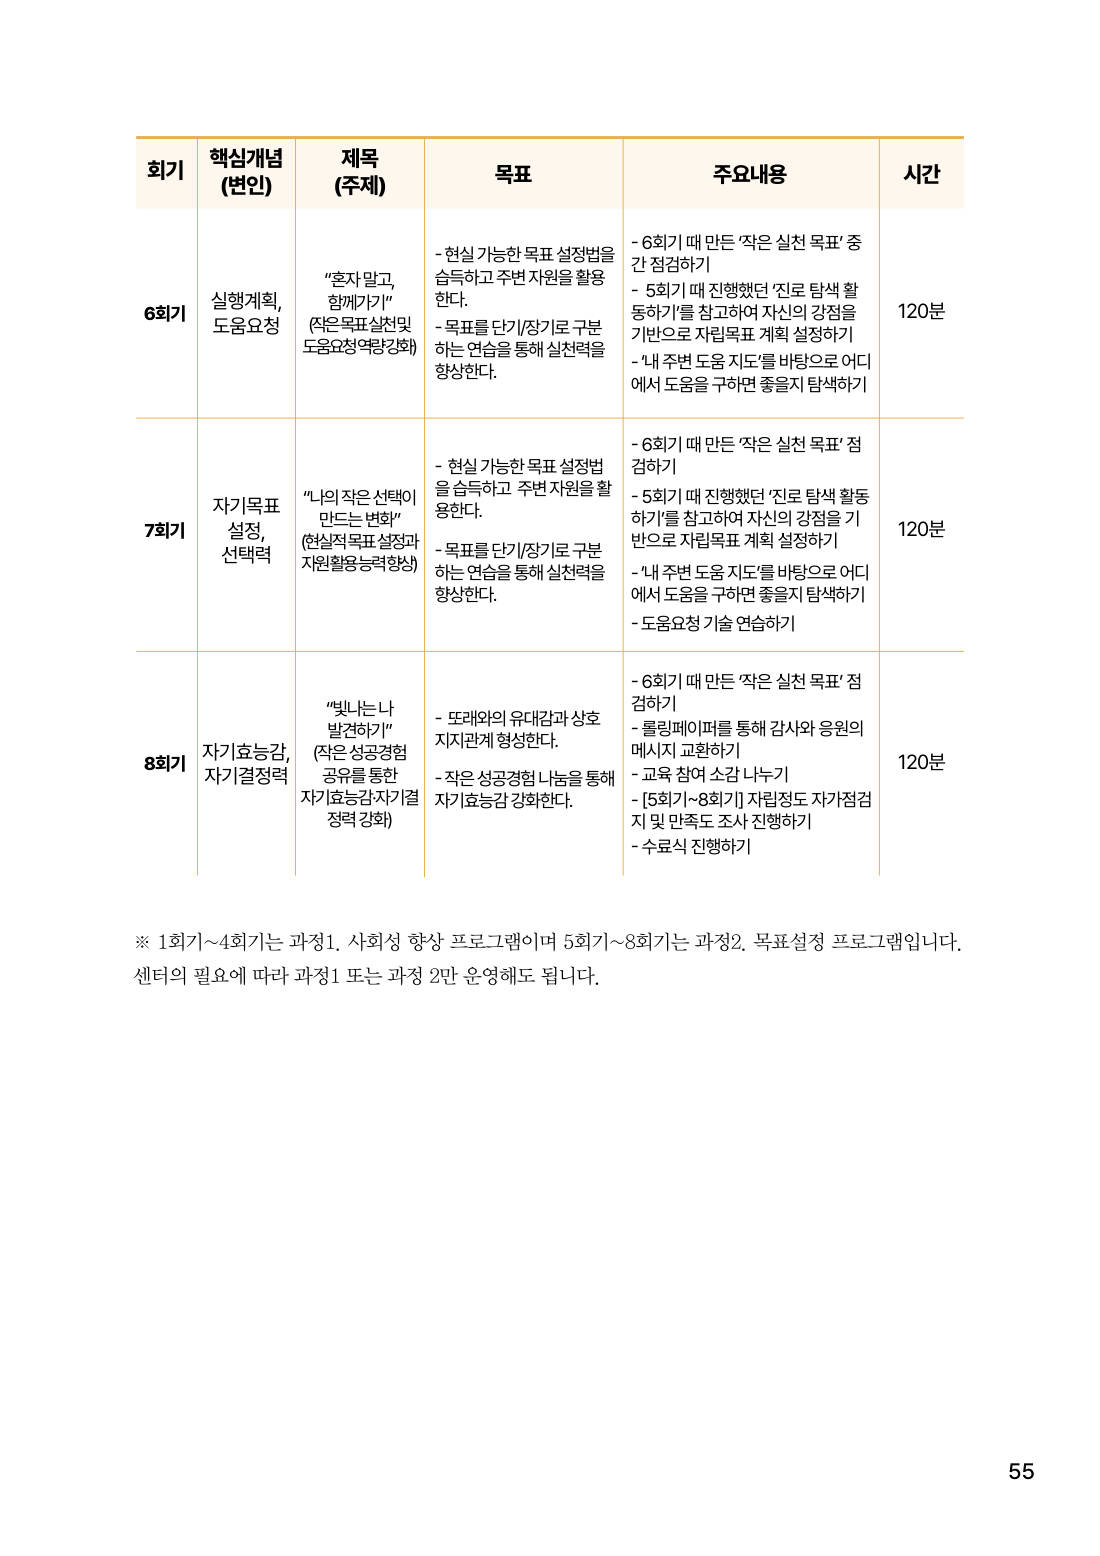 회기
핵심개념
(변인)
제목
(주제)
목표
주요내용
시간
6회기
실행계획,
도움요청
“혼자 말고,
함께가기”
(작은 목표 실천 및
도움요청 역량 강화)
- 현실 가능한 목표 설정법을
습득하고 주변 자원을 활용
한다.
- 목표를 단기/장기로 구분
하는 연습을 통해 실천력을
향상한다.
- 6회기 때 만든 ‘작은 실천 목표’ 중
간 점검하기
- 5회기 때 진행했던 ‘진로 탐색 활
동하기’를 참고하여 자신의 강점을
기반으로 자립목표 계획 설정하기
- ‘내 주변 도움 지도’를 바탕으로 어디
에서 도움을 구하면 좋을지 탐색하기
120분
7회기
자기목표
설정,
선택력
“나의 작은 선택이
만드는 변화”
(현실적 목표 설정과
자원 활용 능력 향상)
- 현실 가능한 목표 설정법
을 습득하고 주변 자원을 활
용한다.
- 목표를 단기/장기로 구분
하는 연습을 통해 실천력을
향상한다.
- 6회기 때 만든 ‘작은 실천 목표’ 점
검하기
- 5회기 때 진행했던 ‘진로 탐색 활동
하기’를 참고하여 자신의 강점을 기
반으로 자립목표 계획 설정하기
- ‘내 주변 도움 지도’를 바탕으로 어디
에서 도움을 구하면 좋을지 탐색하기
- 도움요청 기술 연습하기
120분
8회기
자기효능감,
자기결정력
“빛나는 나
발견하기”
(작은 성공경험
공유를 통한
자기효능감·자기결
정력 강화)
- 또래와의 유대감과 상호
지지관계 형성한다.
- 작은 성공경험 나눔을 통해
자기효능감 강화한다.
- 6회기 때 만든 ‘작은 실천 목표’ 점
검하기
- 롤링페이퍼를 통해 감사와 응원의
메시지 교환하기
- 교육 참여 소감 나누기
- [5회기~8회기] 자립정도 자가점검
지 및 만족도 조사 진행하기
- 수료식 진행하기
120분
※ 1회기~4회기는 과정1. 사회성 향상 프로그램이며 5회기~8회기는 과정2. 목표설정 프로그램입니다.
센터의 필요에 따라 과정1 또는 과정 2만 운영해도 됩니다.
55